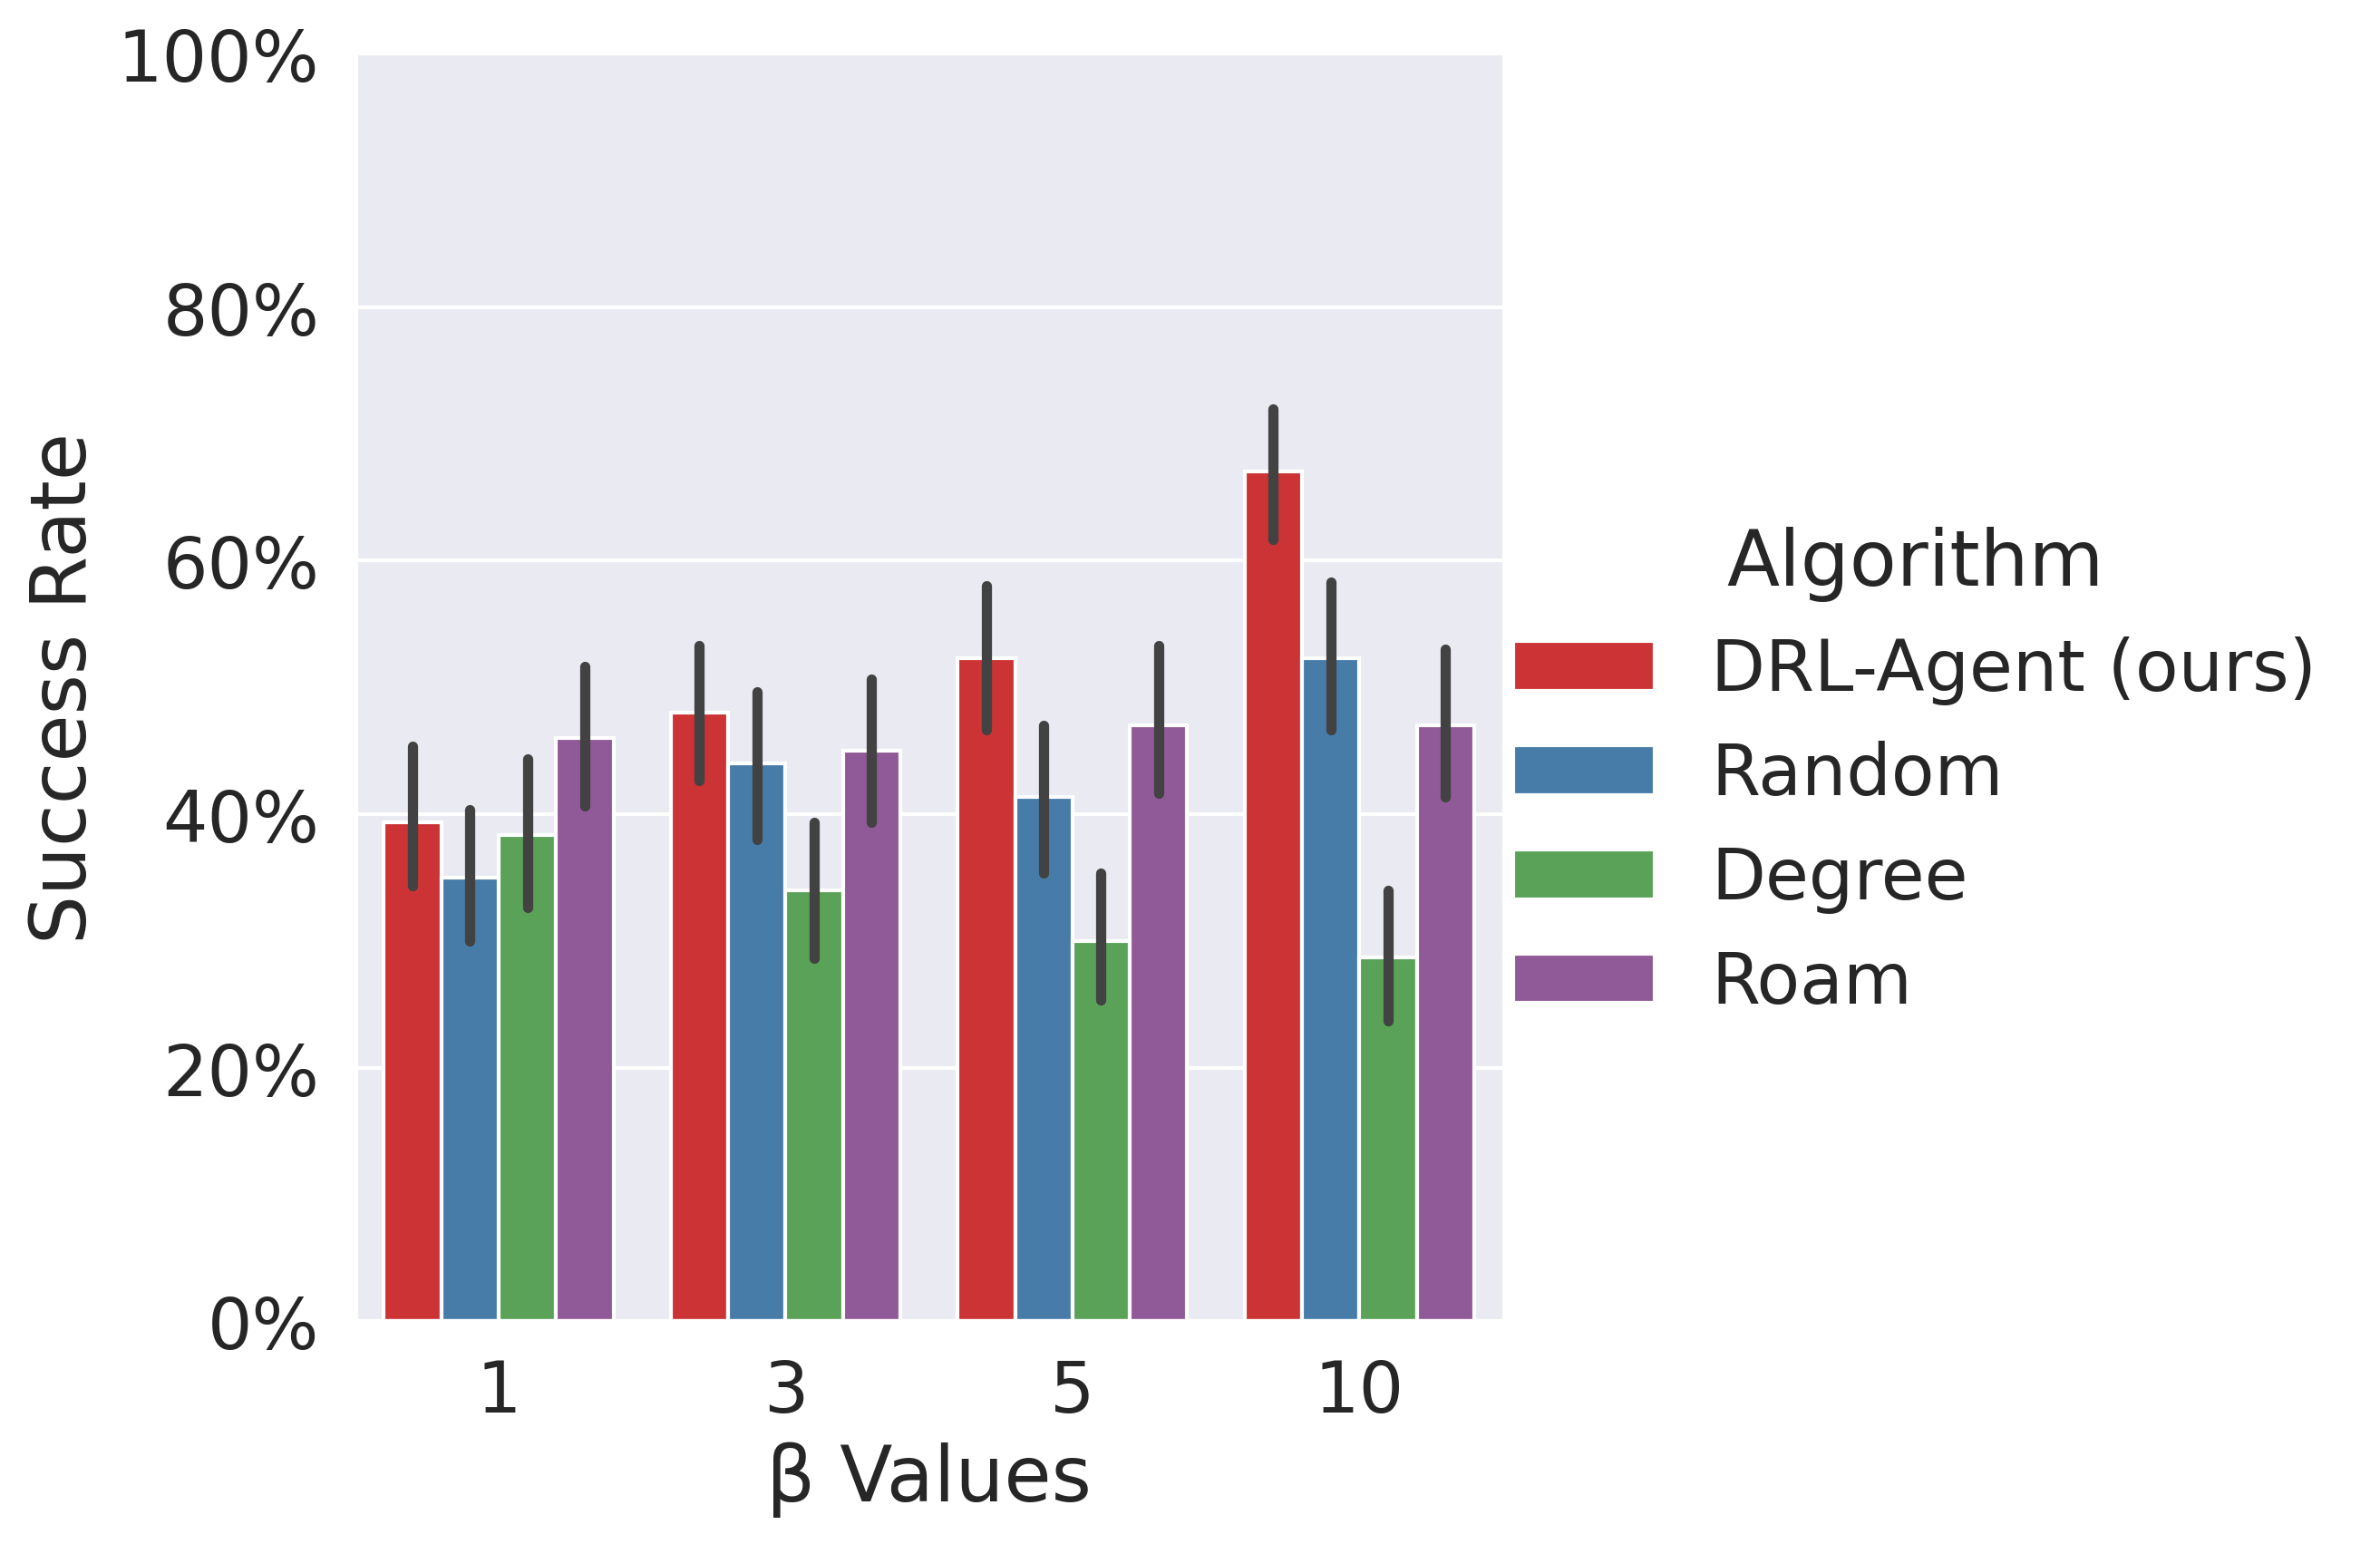 100%
80%
60%
40%
20%
0%
Success Rate
1 3 5 10
β Values
Algorithm
DRL-Agent (ours)
Random
Degree
Roam